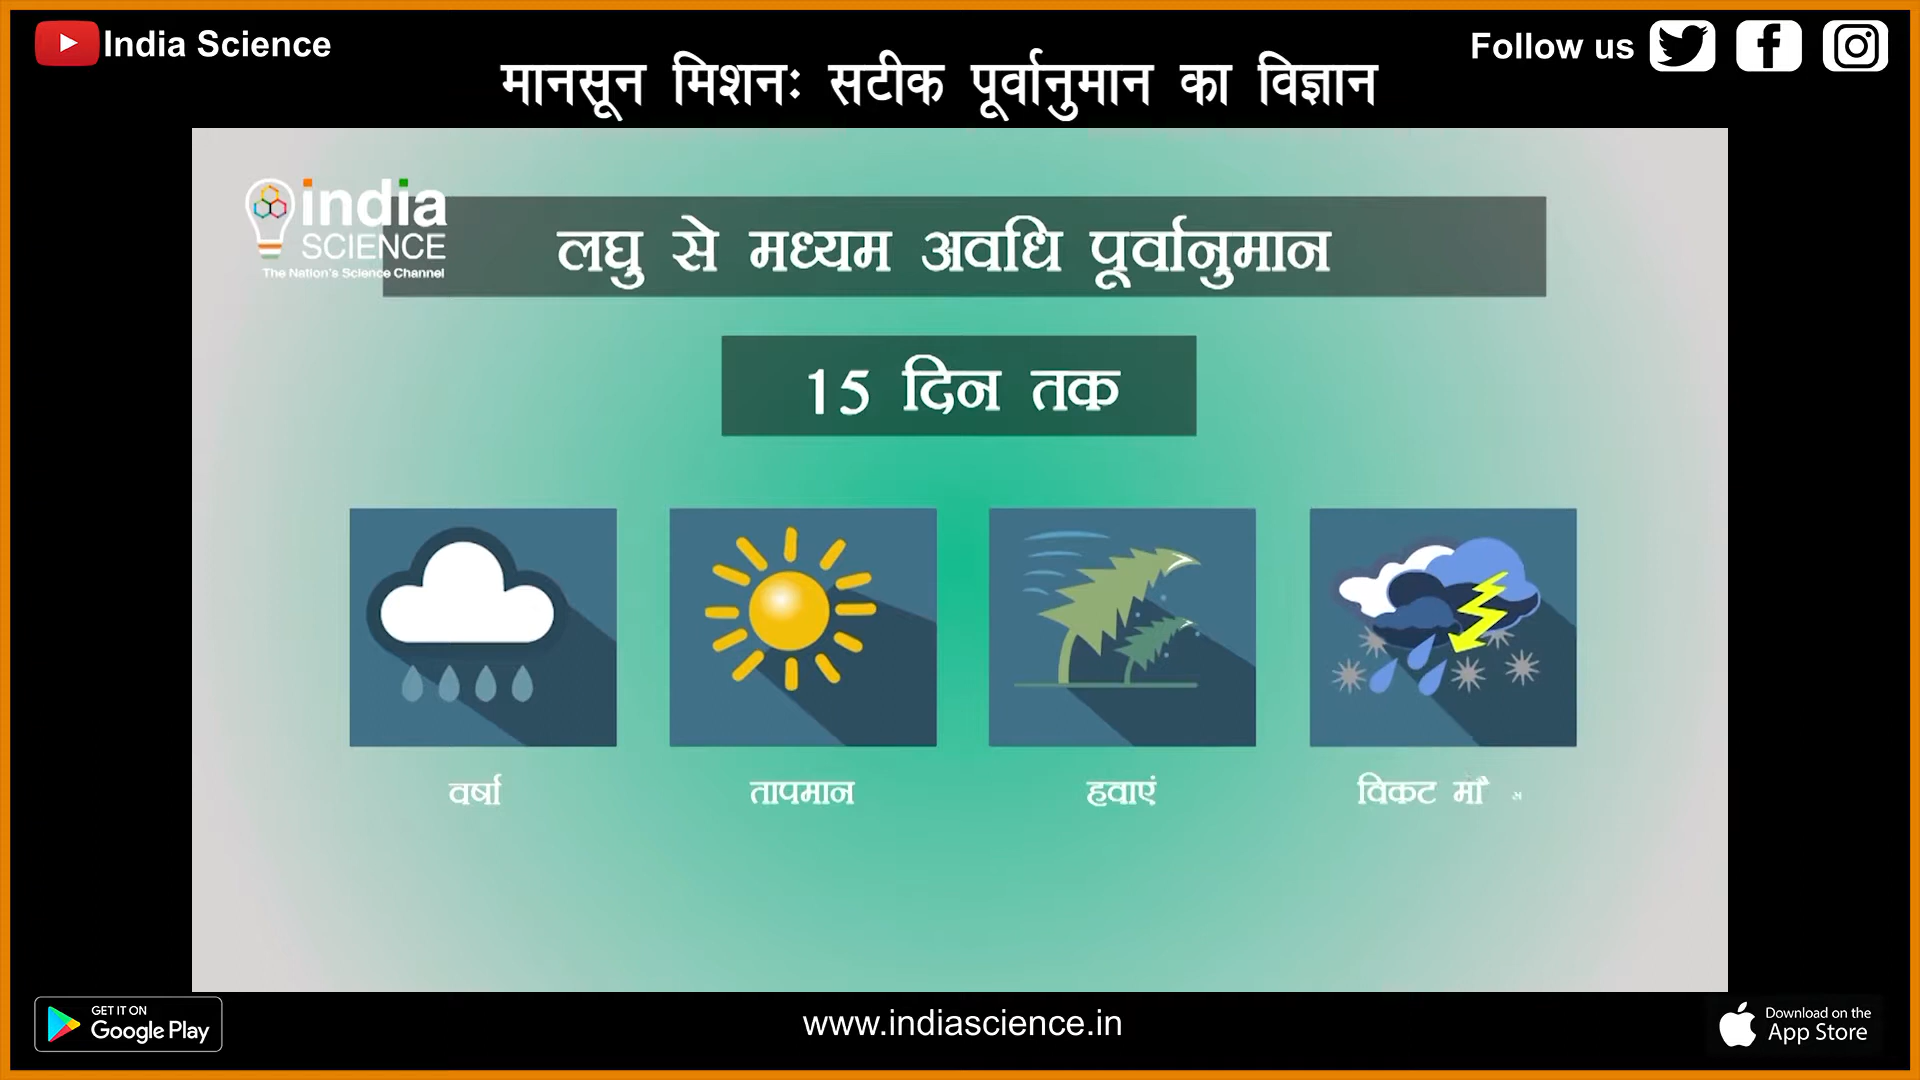 India Science
Follow us
मानसून मिशनः सटीक पूर्वानुमान का विज्ञान
india
SCIENCE
The Nation's Science Channel
लघु से मध्यम अवधि पूर्वानुमान
15 दिन तक
वर्षा
तापमान
हवाएं
विकट
GET IT ON
Google Play
www.indiascience.in
Download on the
App Store